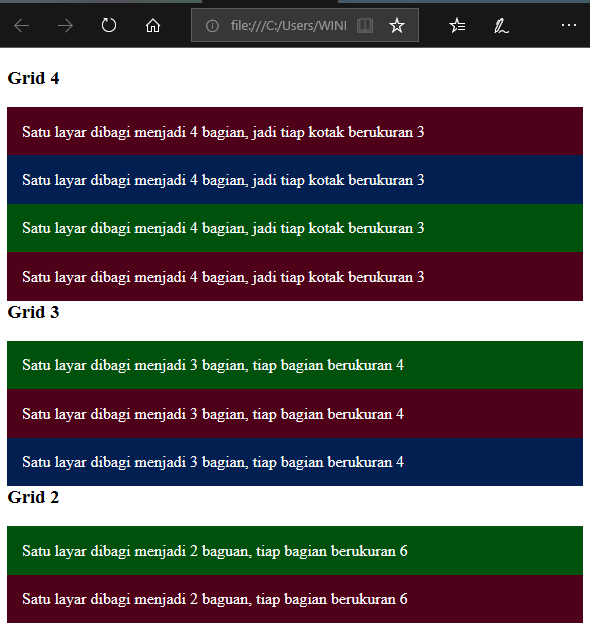 file:///C:/Users/WINI
Grid 4
Satu layar dibagi menjadi 4 bagian, jadi tiap kotak berukuran 3
Satu layar dibagi menjadi 4 bagian, jadi tiap kotak berukuran 3
Satu layar dibagi menjadi 4 bagian, jadi tiap kotak berukuran 3
Satu layar dibagi menjadi 4 bagian, jadi tiap kotak berukuran 3
Grid 3
Satu layar dibagi menjadi 3 bagian, tiap bagian berukuran 4
Satu layar dibagi menjadi 3 bagian, tiap bagian berukuran 4
Satu layar dibagi menjadi 3 bagian, tiap bagian berukuran 4
Grid 2
Satu layar dibagi menjadi 2 baguan, tiap bagian berukuran 6
Satu layar dibagi menjadi 2 baguan, tiap bagian berukuran 6